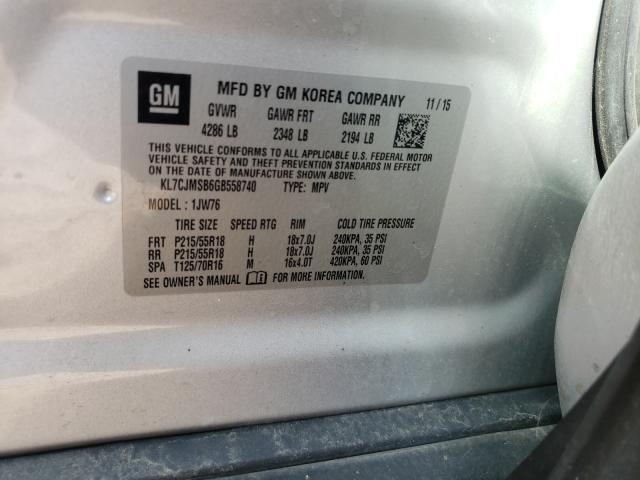 GM
MFD BY GM KOREA COMPANY 11/15
GVWR GAWR FRT GAWR RR
4286 LB 2348 LB 2194 LB
THIS VEHICLE CONFORMS TO ALL APPLICABLE U.S. FEDERAL MOTOR
VEHICLE SAFETY AND THEFT PREVENTION STANDARDS IN EFFECT
ON THE DATE OF MANUFACTURE SHOWN ABOVE.
KL7CJMSB6GB558740 TYPE: MPV
MODEL : 1JW76
TIRE SIZE SPEED RTG RIM COLD TIRE PRESSURE
FRT P215/55R18 H 18x7.0J 240KPA, 35 PSI
RR P215/55R18 H 18x7.0J 240KPA, 35 PSI
SPA T125/70R16 M 16x4.0T 420KPA, 60 PSI
SEE OWNER'S MANUAL FOR MORE INFORMATION.